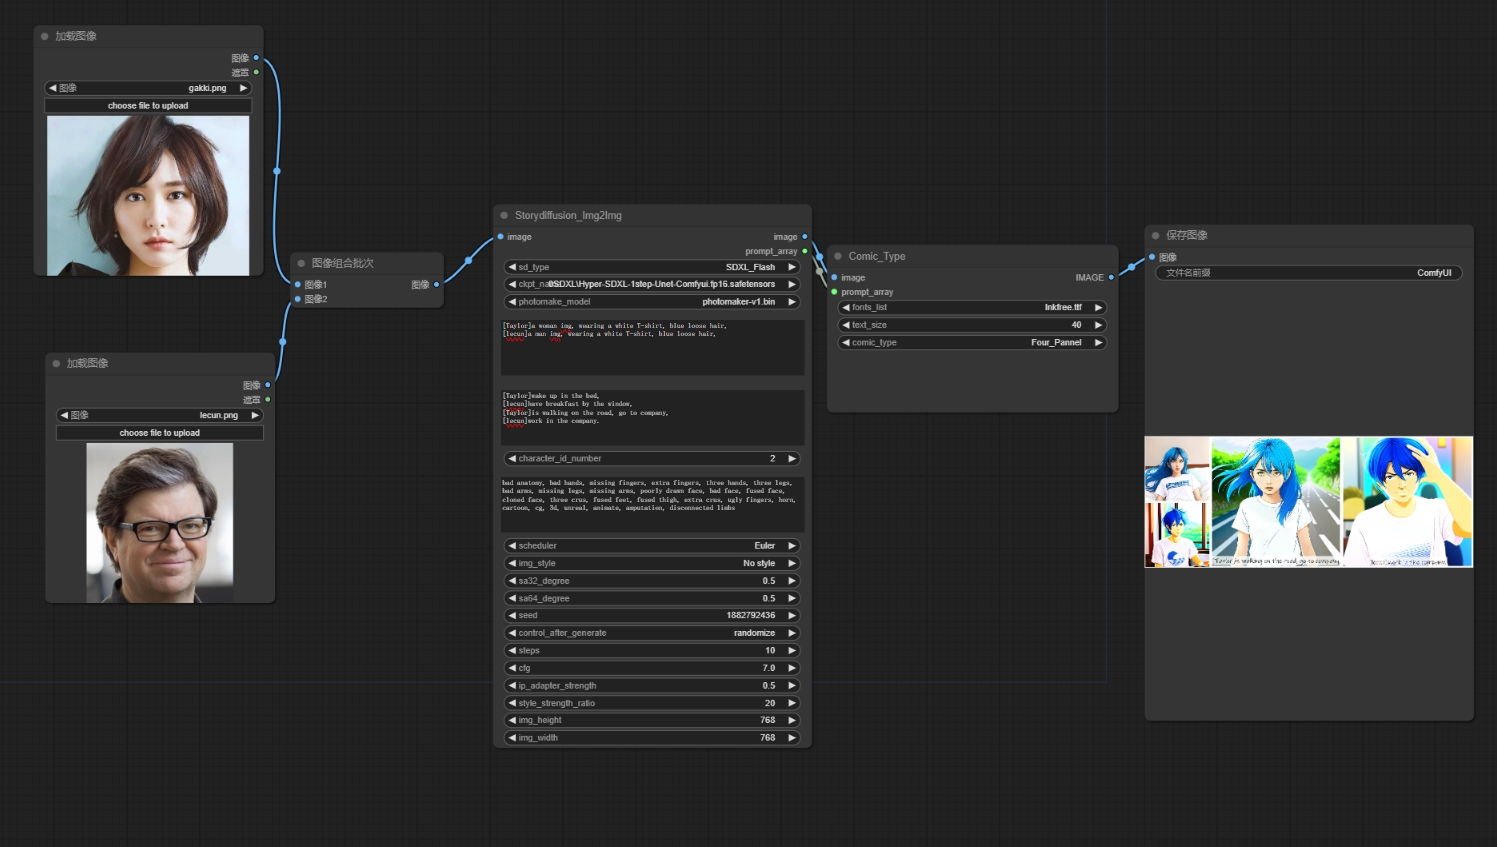 加载图像
图像
遮罩
图像
gakki.png
choose file to upload
加载图像
图像
遮罩
图像
lecun.png
choose file to upload
图像组合批次
图像1
图像
图像2
Storydiffusion_Img2Img
image
image
prompt_array
sd_type
SDXL_Flash
0SDXL\Hyper-SDXL-1step-Unet-Comfyui.fp16.safetensors
photomake_model
photomaker-v1.bin
[Taylor]a woman img, wearing a white T-shirt, blue loose hair,
[lecun]a man img, wearing a white T-shirt, blue loose hair,
[Taylor]wake up in the bed,
[lecun]have breakfast by the window,
[Taylor]is walking on the road, go to company,
[lecun]work in the company.
character_id_number
2
bad anatomy, bad hands, missing fingers, extra fingers, three hands, three legs,
bad arms, missing legs, missing arms, poorly drawn face, bad face, fused face,
cloned face, three crus, fused feet, fused thigh, extra crus, ugly fingers, horn,
cartoon, cg, 3d, unreal, animate, amputation, disconnected limbs
scheduler
Euler
img_style
No style
sa32_degree
0.5
sa64_degree
0.5
seed
1882792436
control_after_generate
randomize
steps
10
cfg
7.0
ip_adapter_strength
0.5
style_strength_ratio
20
img_height
768
img_width
768
Comic_Type
image
IMAGE
prompt_array
fonts_list
Inkfree.ttf
text_size
40
comic_type
Four_Pannel
保存图像
图像
文件名前缀
ComfyUI
Taylor is walking on the road, go to company